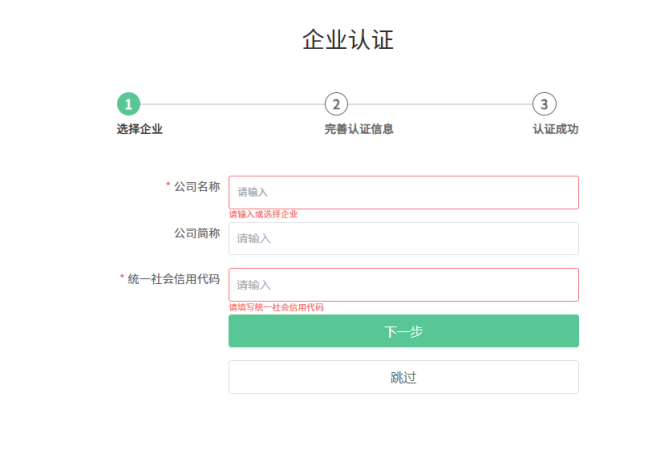 企业认证
1
2
3
选择企业
完善认证信息
认证成功
* 公司名称
请输入
请输入或选择企业
公司简称
请输入
* 统一社会信用代码
请输入
请填写统一社会信用代码
下一步
跳过